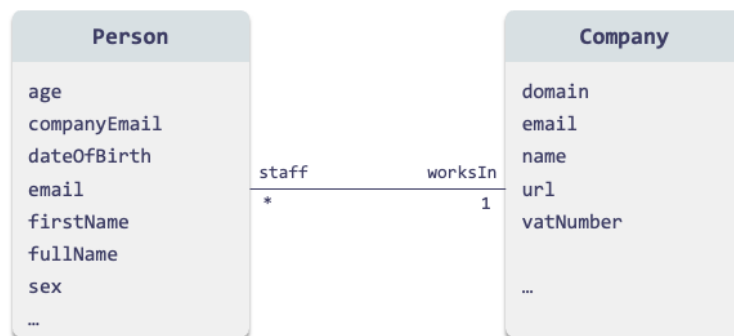 Person
age
companyEmail
dateOfBirth
email
firstName
fullName
sex
…
staff
*
worksIn
1
Company
domain
email
name
url
vatNumber
…